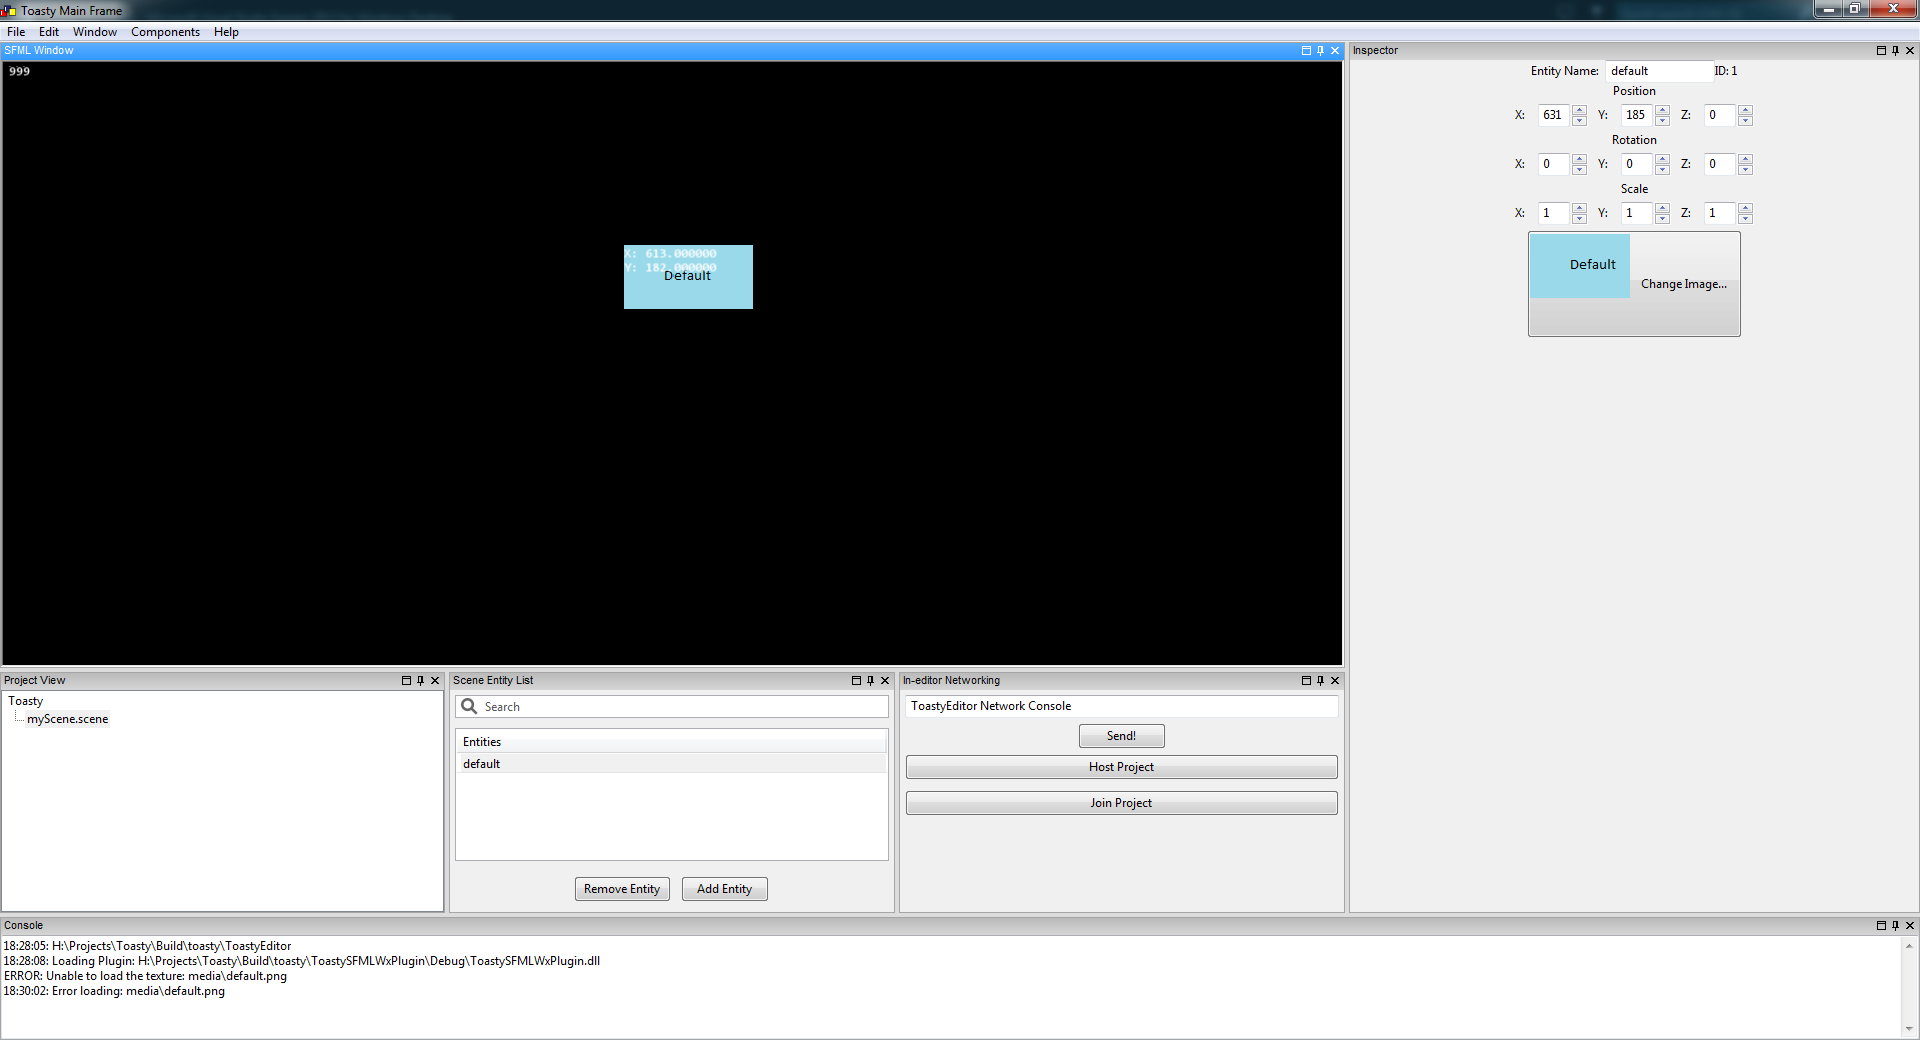 Toasty Main Frame
File Edit Window Components Help
SFML Window
999
X: 613.000000
Y: 182.000000
Default
Inspector
Entity Name: default ID: 1
Position
X: 631 Y: 185 Z: 0
Rotation
X: 0 Y: 0 Z: 0
Scale
X: 1 Y: 1 Z: 1
Default
Change Image...
Project View
Toasty
myScene.scene
Scene Entity List
Search
Entities
default
Remove Entity Add Entity
In-editor Networking
ToastyEditor Network Console
Send!
Host Project
Join Project
Console
18:28:05: H:\Projects\Toasty\Build\toasty\ToastyEditor
18:28:08: Loading Plugin: H:\Projects\Toasty\Build\toasty\ToastySFMLWxPlugin\Debug\ToastySFMLWxPlugin.dll
ERROR: Unable to load the texture: media\default.png
18:30:02: Error loading: media\default.png